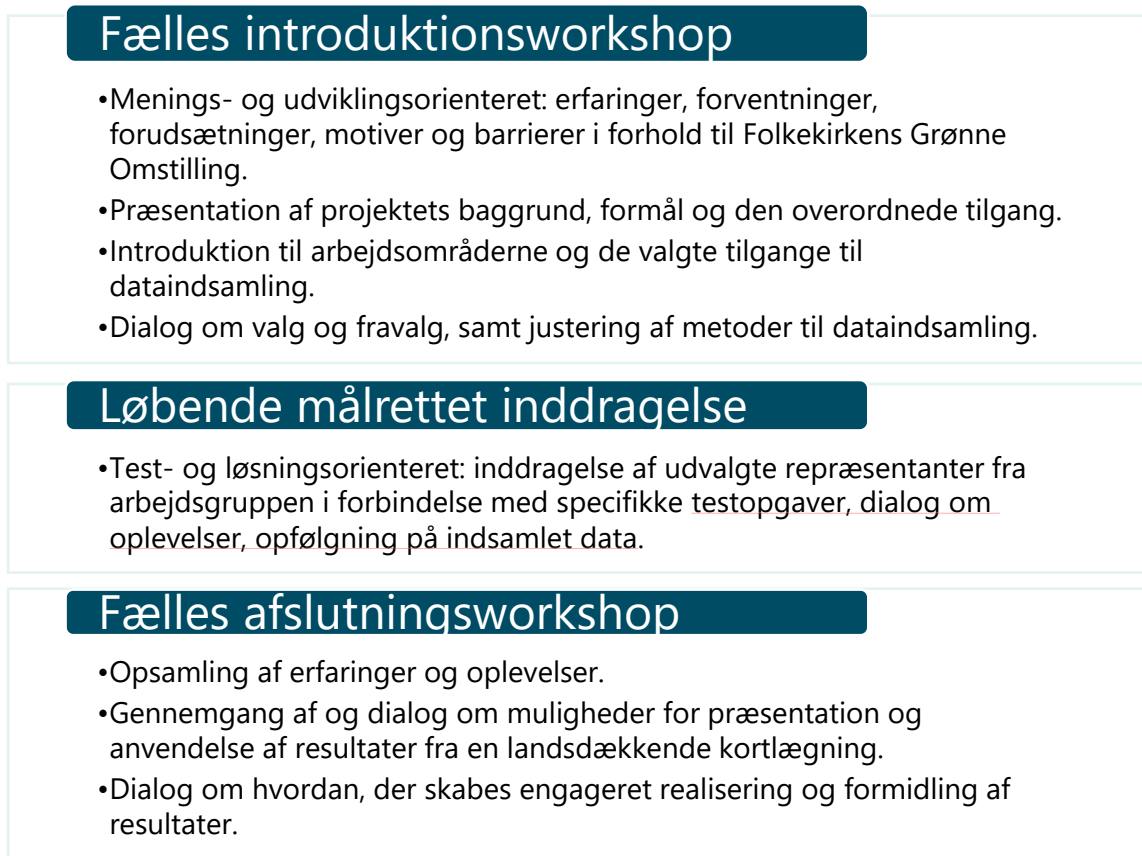 Fælles introduktionsworkshop
•Menings- og udviklingsorienteret: erfaringer, forventninger,
forudsætninger, motiver og barrierer i forhold til Folkekirkens Grønne
Omstilling.
•Præsentation af projektets baggrund, formål og den overordnede tilgang.
•Introduktion til arbejdsområderne og de valgte tilgange til
dataindsamling.
•Dialog om valg og fravalg, samt justering af metoder til dataindsamling.
Løbende målrettet inddragelse
•Test- og løsningsorienteret: inddragelse af udvalgte repræsentanter fra
arbejdsgruppen i forbindelse med specifikke testopgaver, dialog om
oplevelser, opfølgning på indsamlet data.
Fælles afslutningsworkshop
•Opsamling af erfaringer og oplevelser.
•Gennemgang af og dialog om muligheder for præsentation og
anvendelse af resultater fra en landsdækkende kortlægning.
•Dialog om hvordan, der skabes engageret realisering og formidling af
resultater.